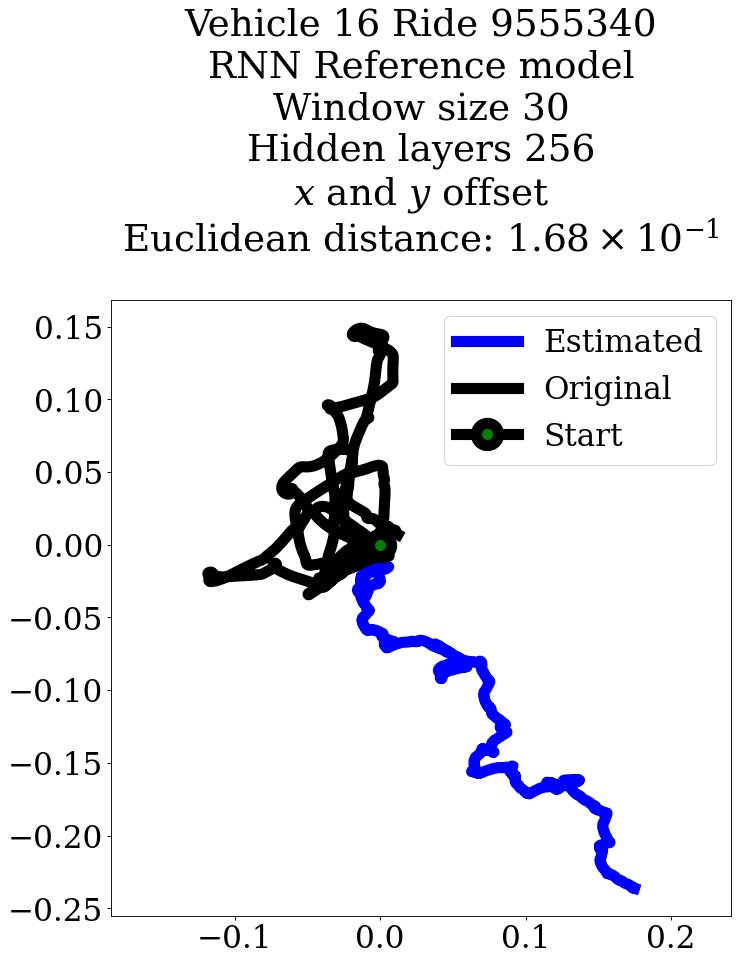 Vehicle 16 Ride 9555340
RNN Reference model
Window size 30
Hidden layers 256
x and y offset
Euclidean distance: 1.68 × 10⁻¹
Estimated
Original
Start
0.15
0.10
0.05
0.00
−0.05
−0.10
−0.15
−0.20
−0.25
−0.1 0.0 0.1 0.2